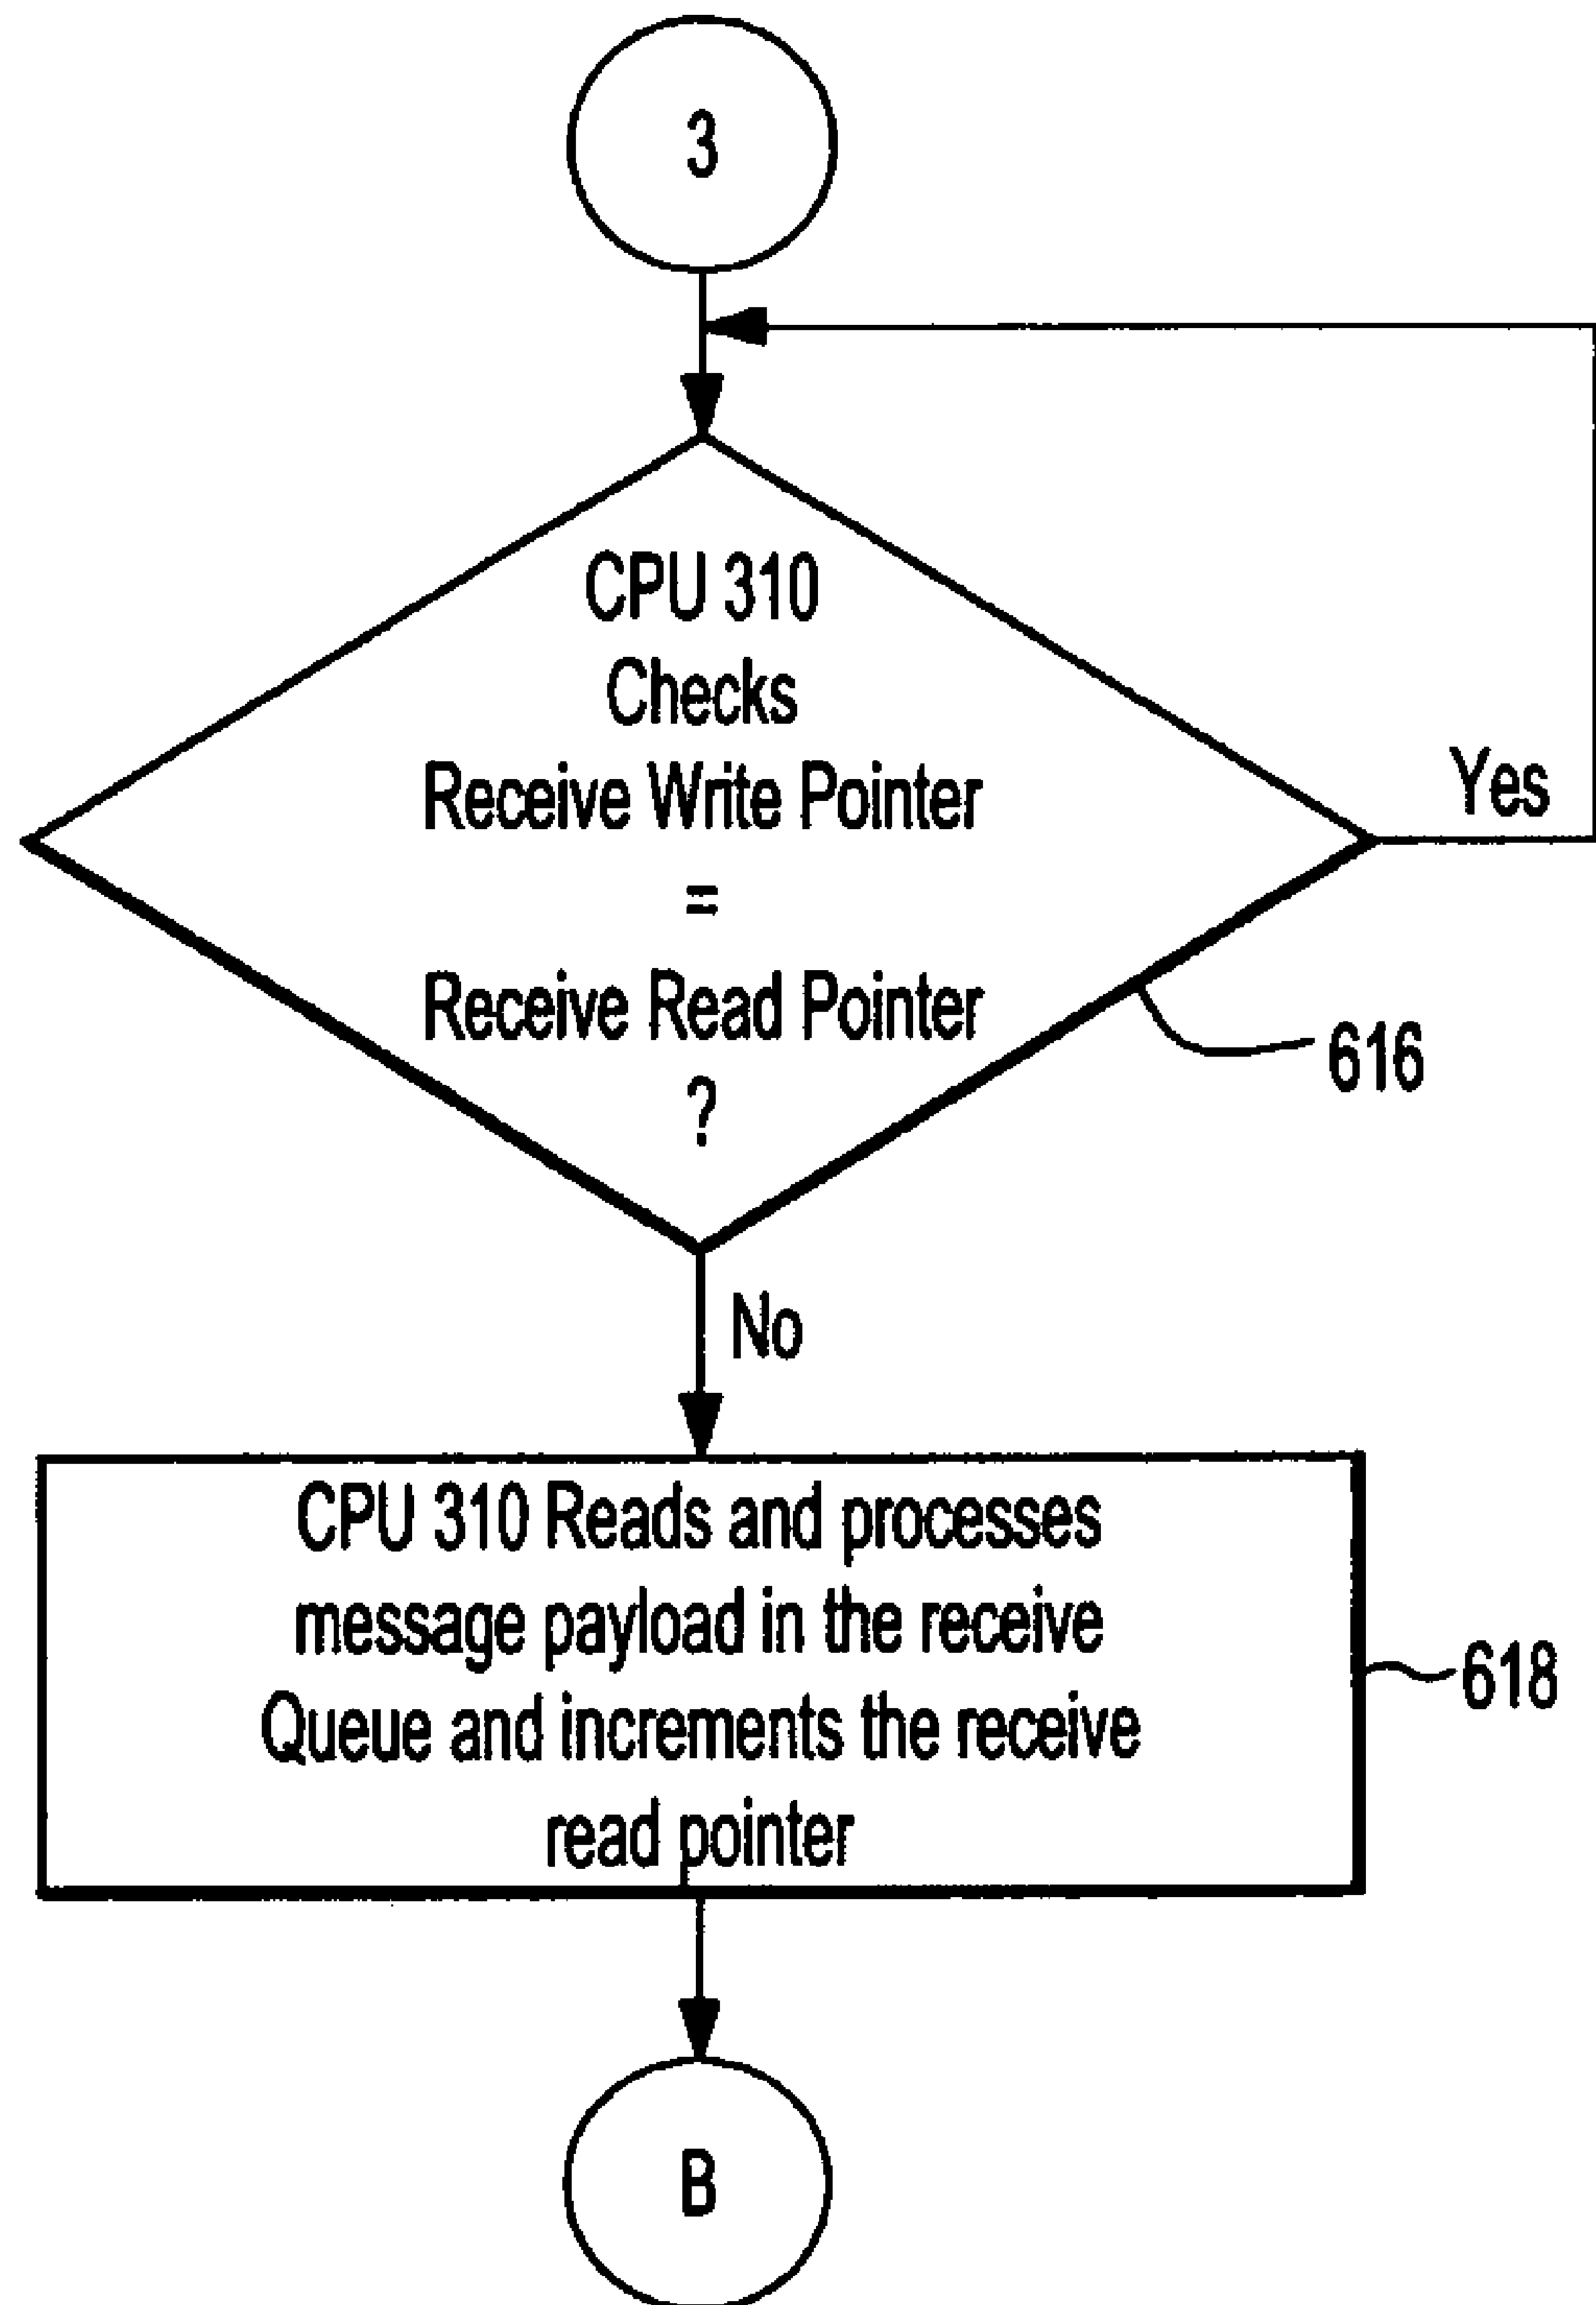 3
CPU 310
Checks
Receive Write Pointer
=
Receive Read Pointer
?
Yes
616
No
CPU 310 Reads and processes
message payload in the receive
Queue and increments the receive
read pointer
618
B